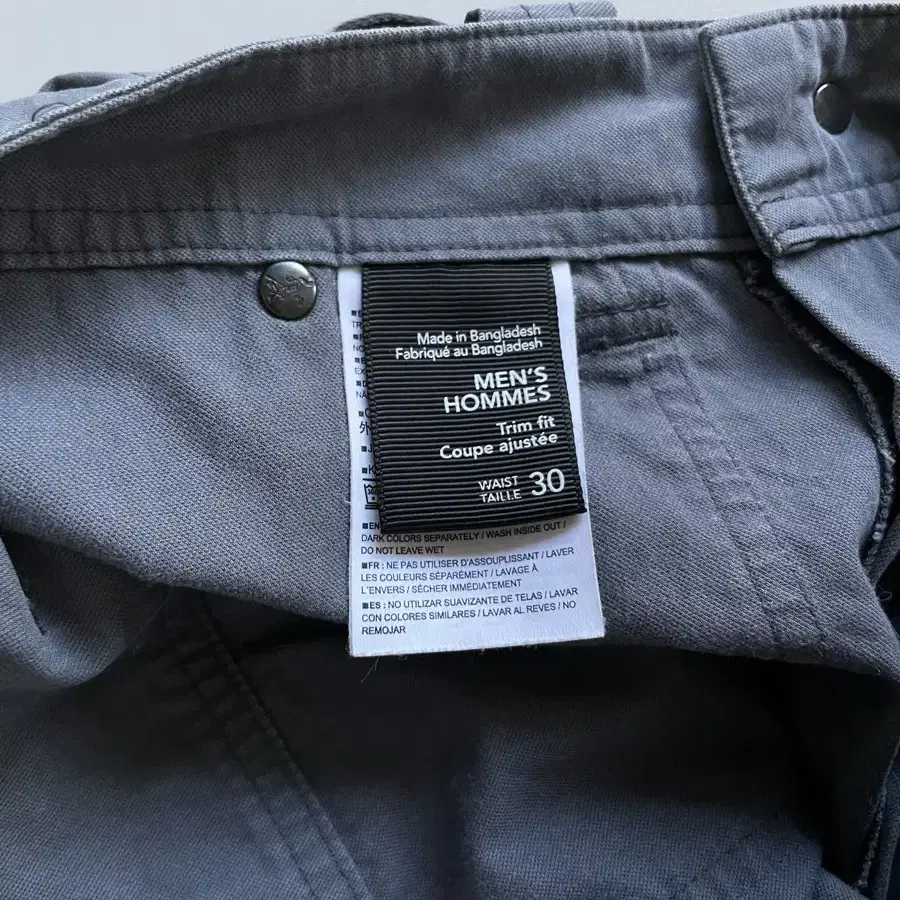 Made in Bangladesh
Fabriqué au Bangladesh
MEN'S
HOMMES
Trim fit
Coupe ajustée
WAIST
TAILLE 30
■EN
DARK COLORS SEPARATELY / WASH INSIDE OUT /
DO NOT LEAVE WET
■FR : NE PAS UTILISER D'ASSOUPLISSANT / LAVER
LES COULEURS SÉPARÉMENT / LAVAGE À
L'ENVERS / SÉCHER IMMÉDIATEMENT
■ES : NO UTILIZAR SUAVIZANTE DE TELAS / LAVAR
CON COLORES SIMILARES / LAVAR AL REVES / NO
REMOJAR